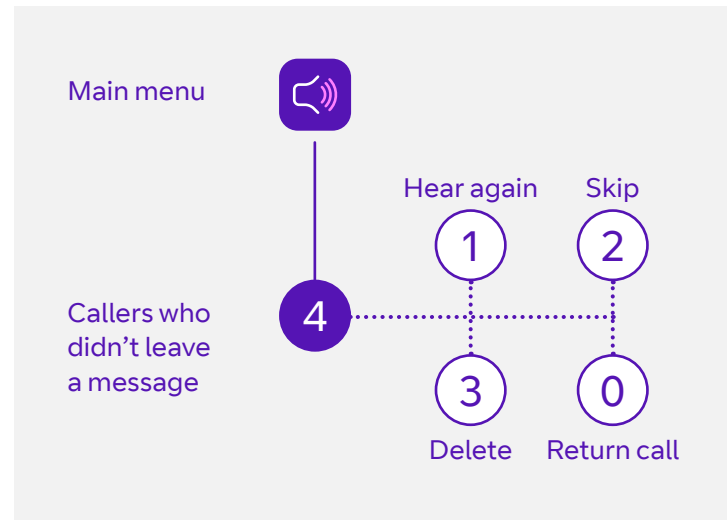 Main menu
Hear again
Skip
1
2
Callers who
didn't leave
a message
4
3
0
Delete
Return call